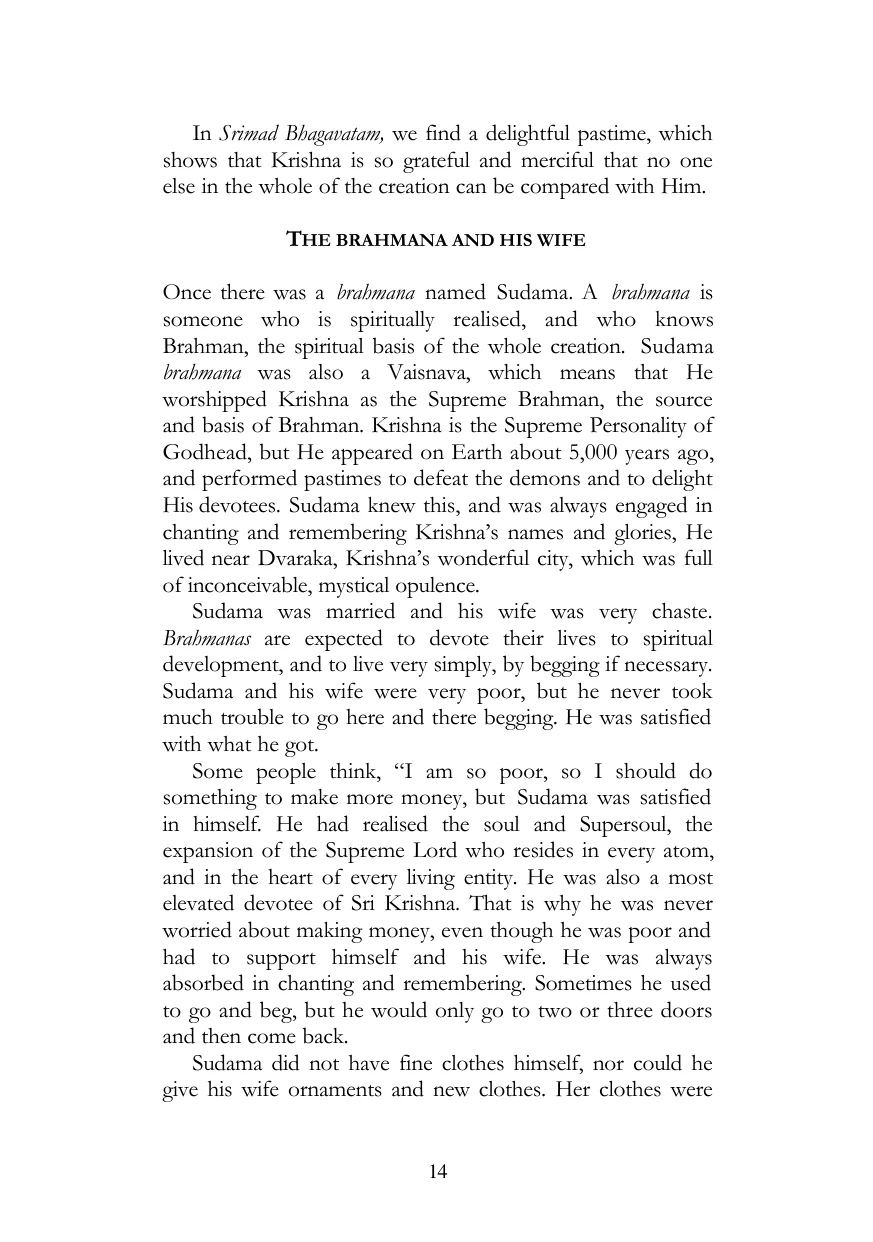 In Srimad Bhagavatam, we find a delightful pastime, which
shows that Krishna is so grateful and merciful that no one
else in the whole of the creation can be compared with Him.
THE BRAHMANA AND HIS WIFE
Once there was a brahmana named Sudama. A brahmana is
someone who is spiritually realised, and who knows
Brahman, the spiritual basis of the whole creation. Sudama
brahmana was also a Vaisnava, which means that He
worshipped Krishna as the Supreme Brahman, the source
and basis of Brahman. Krishna is the Supreme Personality of
Godhead, but He appeared on Earth about 5,000 years ago,
and performed pastimes to defeat the demons and to delight
His devotees. Sudama knew this, and was always engaged in
chanting and remembering Krishna’s names and glories, He
lived near Dvaraka, Krishna’s wonderful city, which was full
of inconceivable, mystical opulence.
Sudama was married and his wife was very chaste.
Brahmanas are expected to devote their lives to spiritual
development, and to live very simply, by begging if necessary.
Sudama and his wife were very poor, but he never took
much trouble to go here and there begging. He was satisfied
with what he got.
Some people think, “I am so poor, so I should do
something to make more money, but Sudama was satisfied
in himself. He had realised the soul and Supersoul, the
expansion of the Supreme Lord who resides in every atom,
and in the heart of every living entity. He was also a most
elevated devotee of Sri Krishna. That is why he was never
worried about making money, even though he was poor and
had to support himself and his wife. He was always
absorbed in chanting and remembering. Sometimes he used
to go and beg, but he would only go to two or three doors
and then come back.
Sudama did not have fine clothes himself, nor could he
give his wife ornaments and new clothes. Her clothes were
14